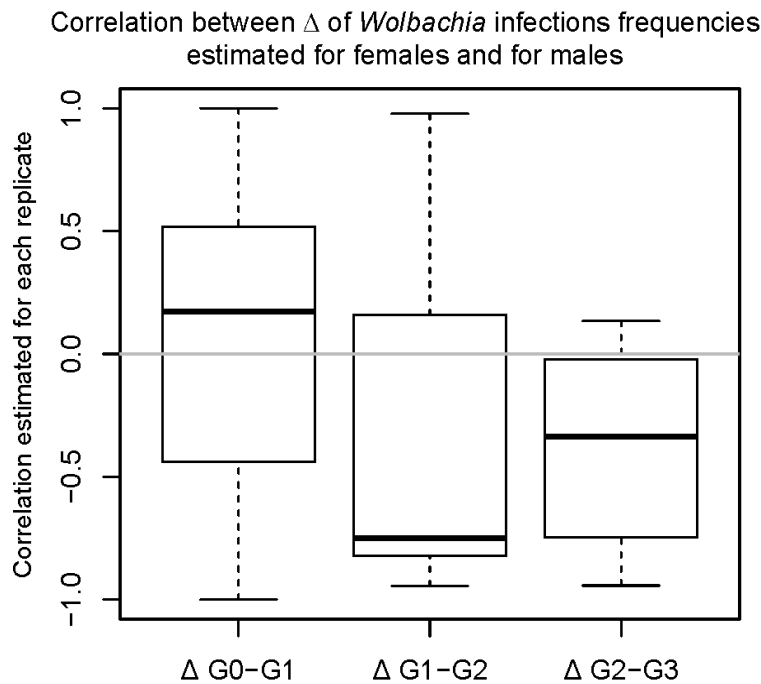 Correlation between Δ of Wolbachia infections frequencies
estimated for females and for males
Correlation estimated for each replicate
1.0
0.5
0.0
−0.5
−1.0
Δ G0−G1
Δ G1−G2
Δ G2−G3